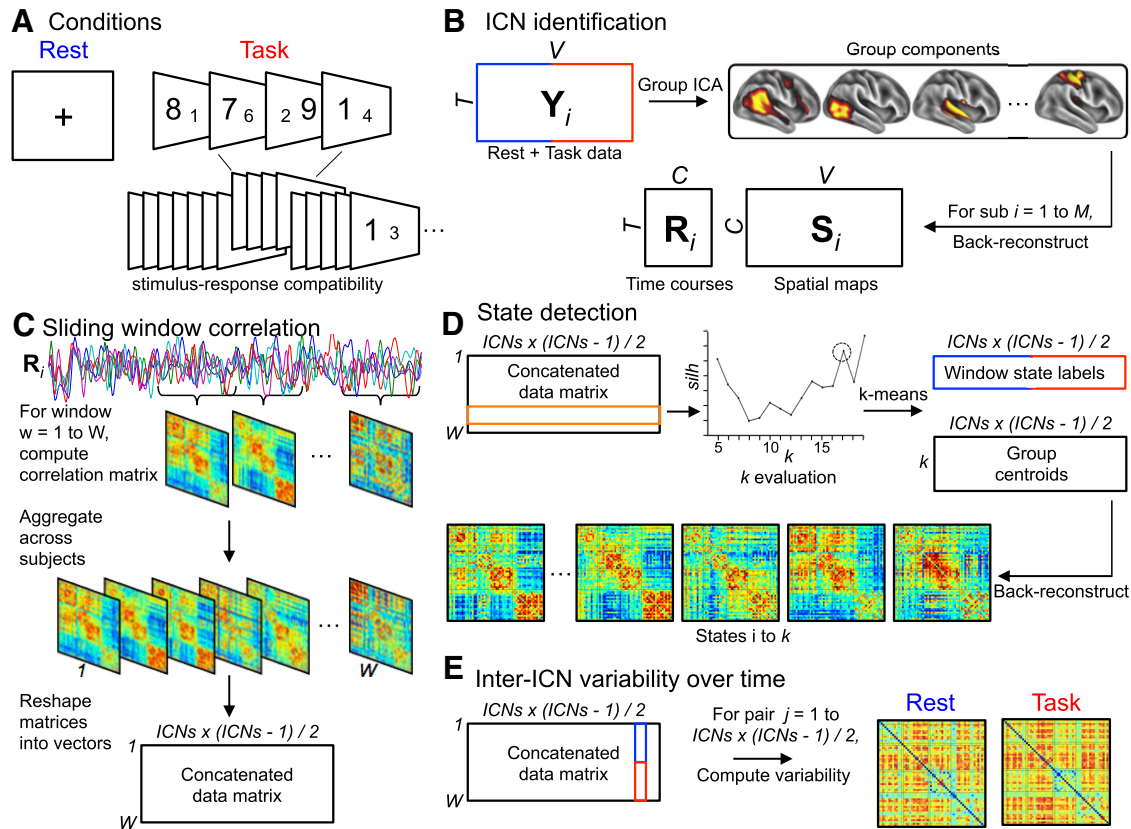 A Conditions
Rest
Task
+
8 1
7 6
2 9
1 4
1 3
...
stimulus-response compatibility
B ICN identification
V
T
Yi
Rest + Task data
Group ICA
Group components
...
For sub i = 1 to M,
Back-reconstruct
C
T
Ri
Time courses
V
C
Si
Spatial maps
C Sliding window correlation
Ri
For window
w = 1 to W,
compute
correlation matrix
...
Aggregate
across
subjects
...
1
W
Reshape
matrices
into vectors
ICNs x (ICNs - 1) / 2
1
Concatenated
data matrix
W
D State detection
ICNs x (ICNs - 1) / 2
1
Concatenated
data matrix
W
silh
5
10
15
k
k evaluation
k-means
ICNs x (ICNs - 1) / 2
Window state labels
ICNs x (ICNs - 1) / 2
k
Group
centroids
Back-reconstruct
...
States i to k
E Inter-ICN variability over time
ICNs x (ICNs - 1) / 2
1
Concatenated
data matrix
W
For pair j = 1 to
ICNs x (ICNs - 1) / 2,
Compute variability
Rest
Task